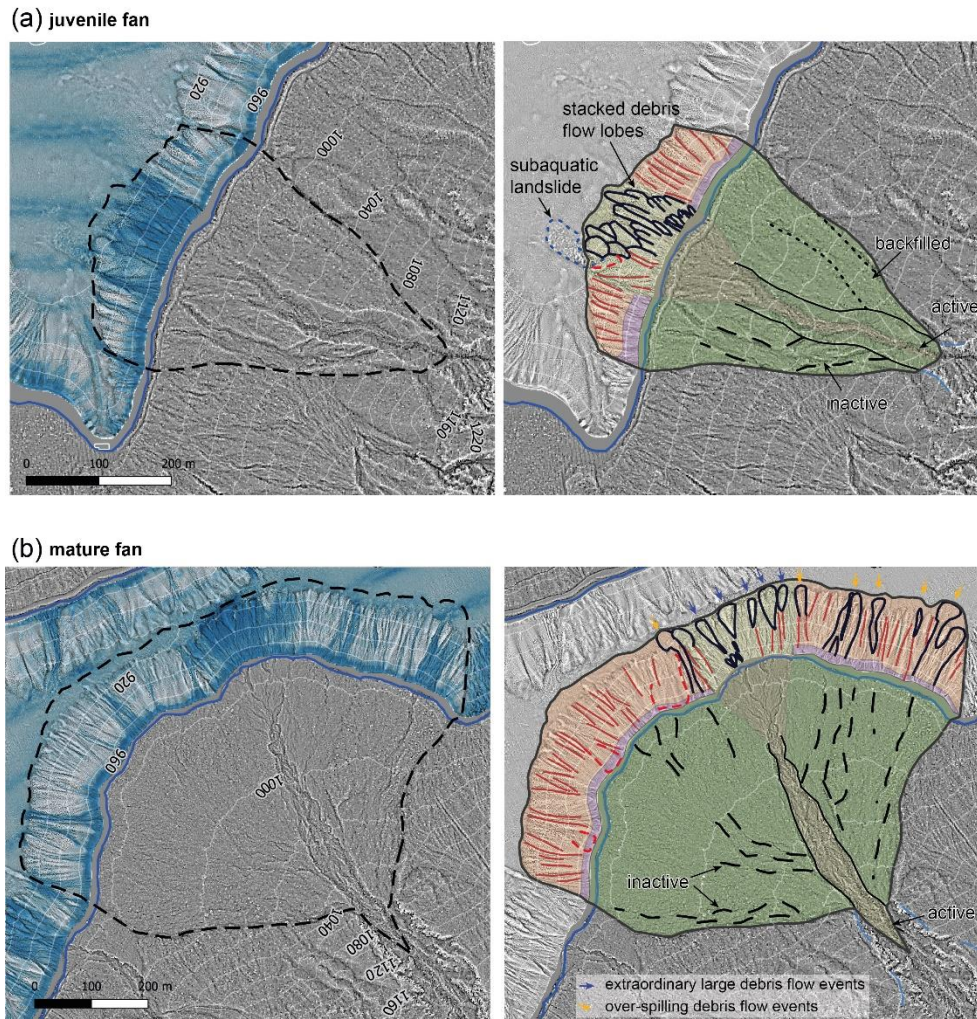 (a) juvenile fan
920
960
1000
1040
1080
1120
1160
1220
0 100 200 m
stacked debris
flow lobes
subaquatic
landslide
backfilled
active
inactive
(b) mature fan
920
960
1000
1040
1080
1120
1160
0 100 200 m
inactive
active
extraordinary large debris flow events
over-spilling debris flow events